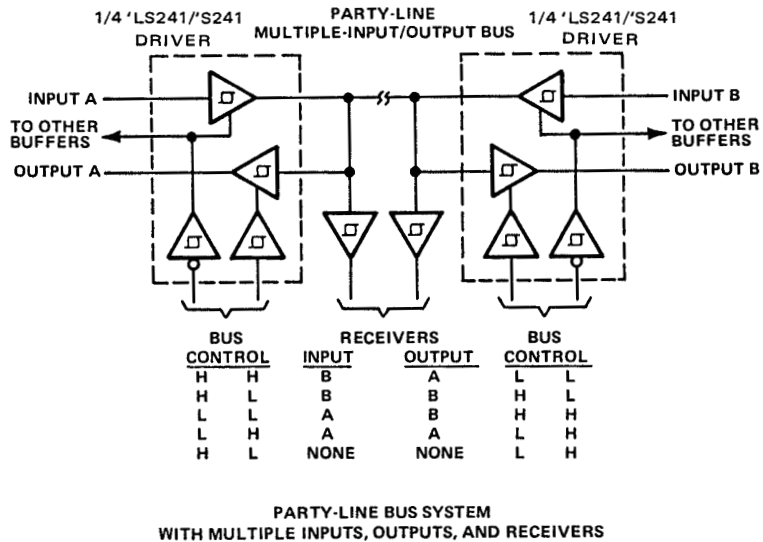 1/4 'LS241/'S241
DRIVER
PARTY-LINE
MULTIPLE-INPUT/OUTPUT BUS
1/4 'LS241/'S241
DRIVER
INPUT A
INPUT B
TO OTHER
BUFFERS
TO OTHER
BUFFERS
OUTPUT A
OUTPUT B
BUS RECEIVERS BUS
CONTROL INPUT OUTPUT CONTROL
H H B A L L
H L B B H L
L L A B H H
L H A A L H
H L NONE NONE L H
PARTY-LINE BUS SYSTEM
WITH MULTIPLE INPUTS, OUTPUTS, AND RECEIVERS